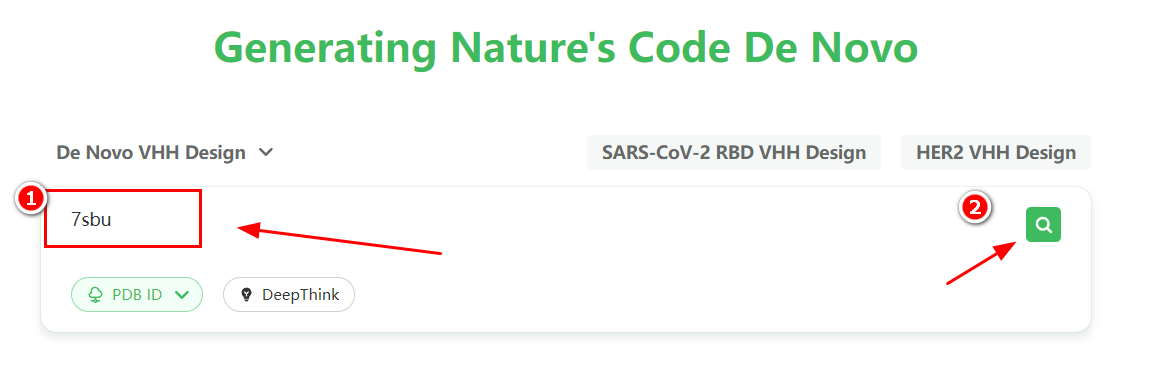 Generating Nature's Code De Novo
De Novo VHH Design
SARS-CoV-2 RBD VHH Design
HER2 VHH Design
1
7sbu
2
PDB ID
DeepThink